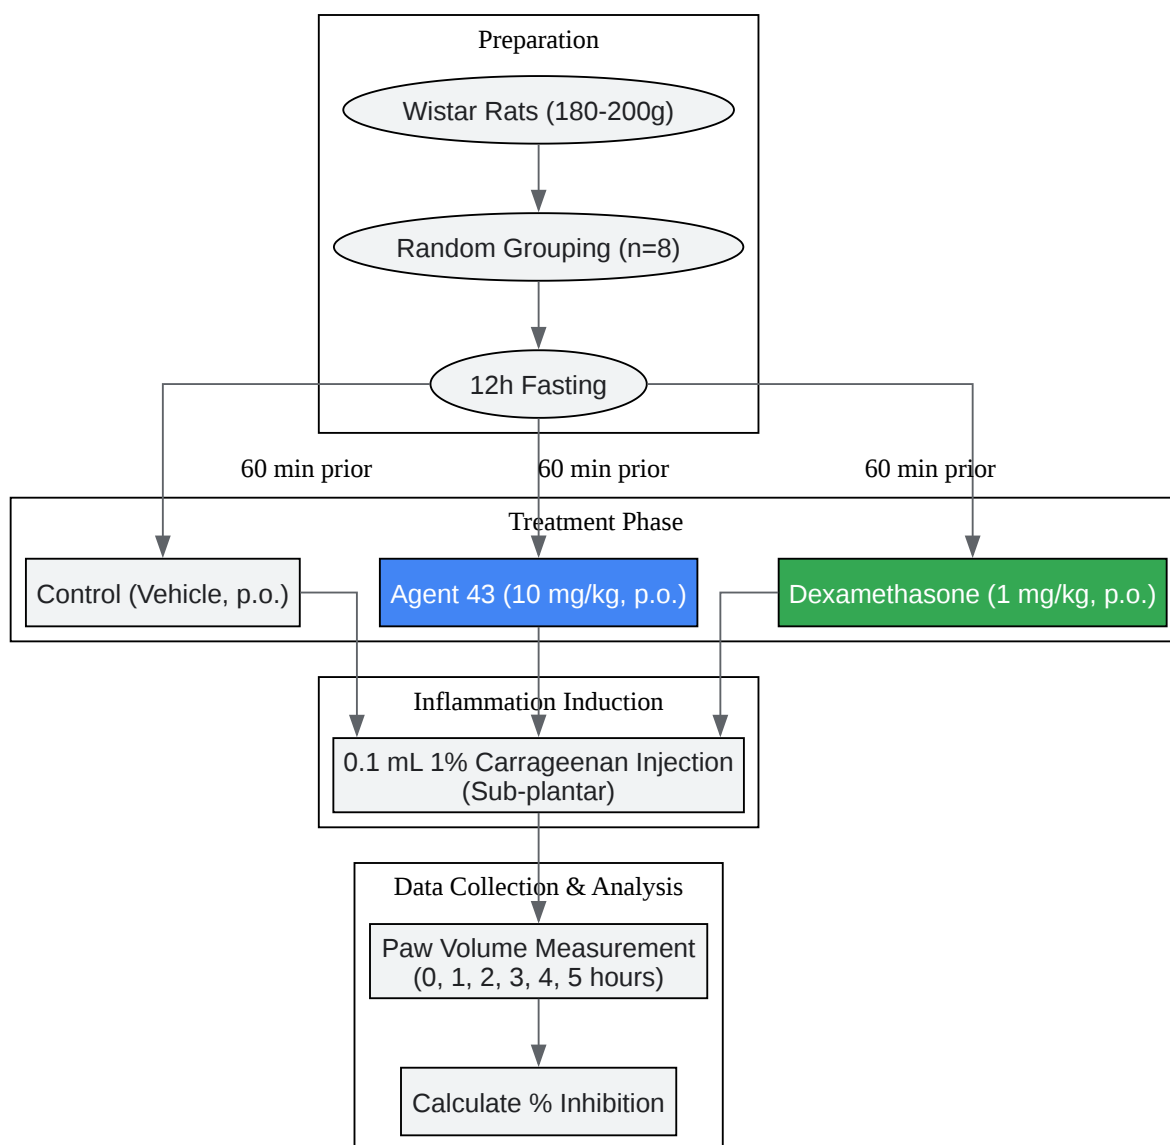 Preparation
Wistar Rats (180-200g)
Random Grouping (n=8)
12h Fasting
60 min prior
60 min prior
60 min prior
Treatment Phase
Control (Vehicle, p.o.)
Agent 43 (10 mg/kg, p.o.)
Dexamethasone (1 mg/kg, p.o.)
Inflammation Induction
0.1 mL 1% Carrageenan Injection
(Sub-plantar)
Data Collection & Analysis
Paw Volume Measurement
(0, 1, 2, 3, 4, 5 hours)
Calculate % Inhibition